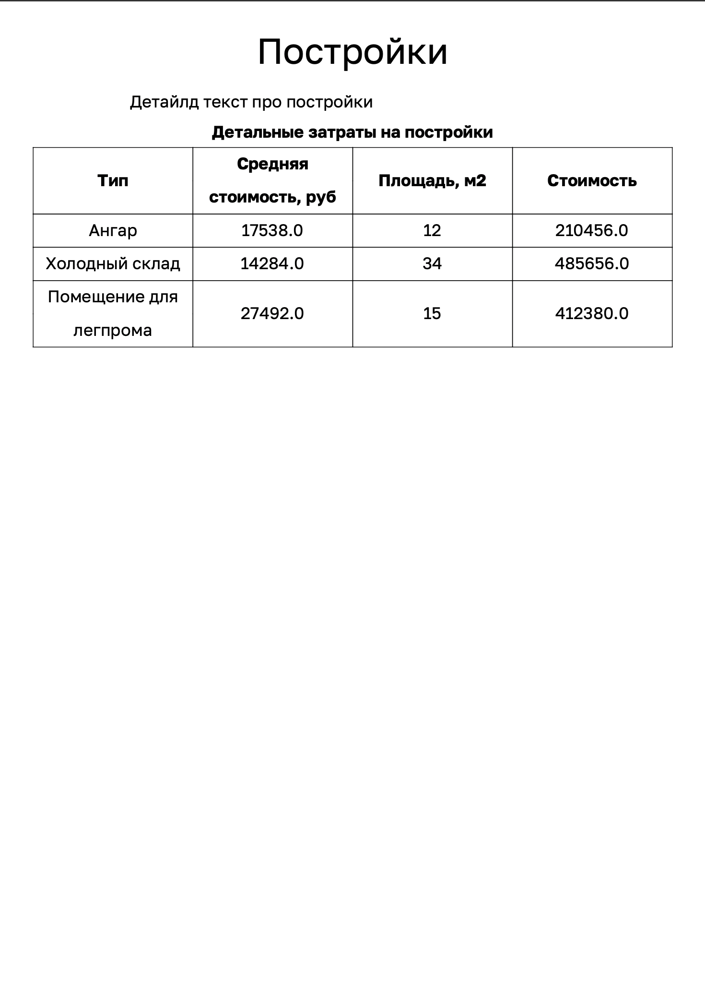 Постройки
Детайлд текст про постройки
Детальные затраты на постройки
Тип Средняя стоимость, руб Площадь, м2 Стоимость
Ангар 17538.0 12 210456.0
Холодный склад 14284.0 34 485656.0
Помещение для легпрома 27492.0 15 412380.0